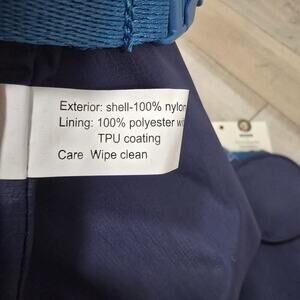 Exterior: shell-100% nylon
Lining: 100% polyester wi
TPU coating
Care Wipe clean